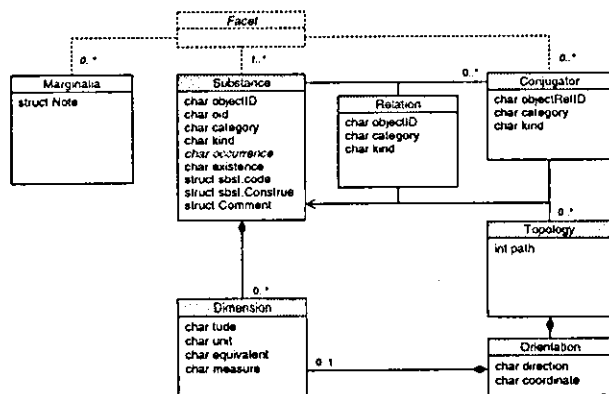 Facet
0..*
1..*
0..*
Marginalia
struct Note
Substance
char objectID
char oid
char category
char kind
char occurrence
char existence
struct sbst.code
struct sbst.Construe
struct Comment
0..*
Relation
char objectID
char category
char kind
Conjugator
char objectRefID
char category
char kind
0..*
Topology
int path
0..*
Dimension
char tude
char unit
char equivalent
char measure
0..1
Orientation
char direction
char coordinate